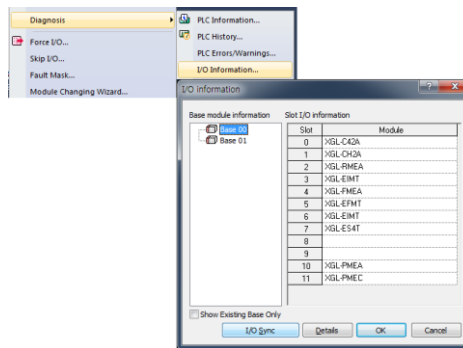 Diagnosis
Force I/O...
Skip I/O...
Fault Mask...
Module Changing Wizard...
PLC Information...
PLC History...
PLC Errors/Warnings...
I/O Information...
I/O Information
Base module information
Base 00
Base 01
Slot I/O information
Slot Module
0 XGL-C42A
1 XGL-CH2A
2 XGL-RMEA
3 XGL-EIMT
4 XGL-FMEA
5 XGL-EFMT
6 XGL-EIMT
7 XGL-ES4T
8
9
10 XGL-PMEA
11 XGL-PMEC
Show Existing Base Only
I/O Sync Details OK Cancel